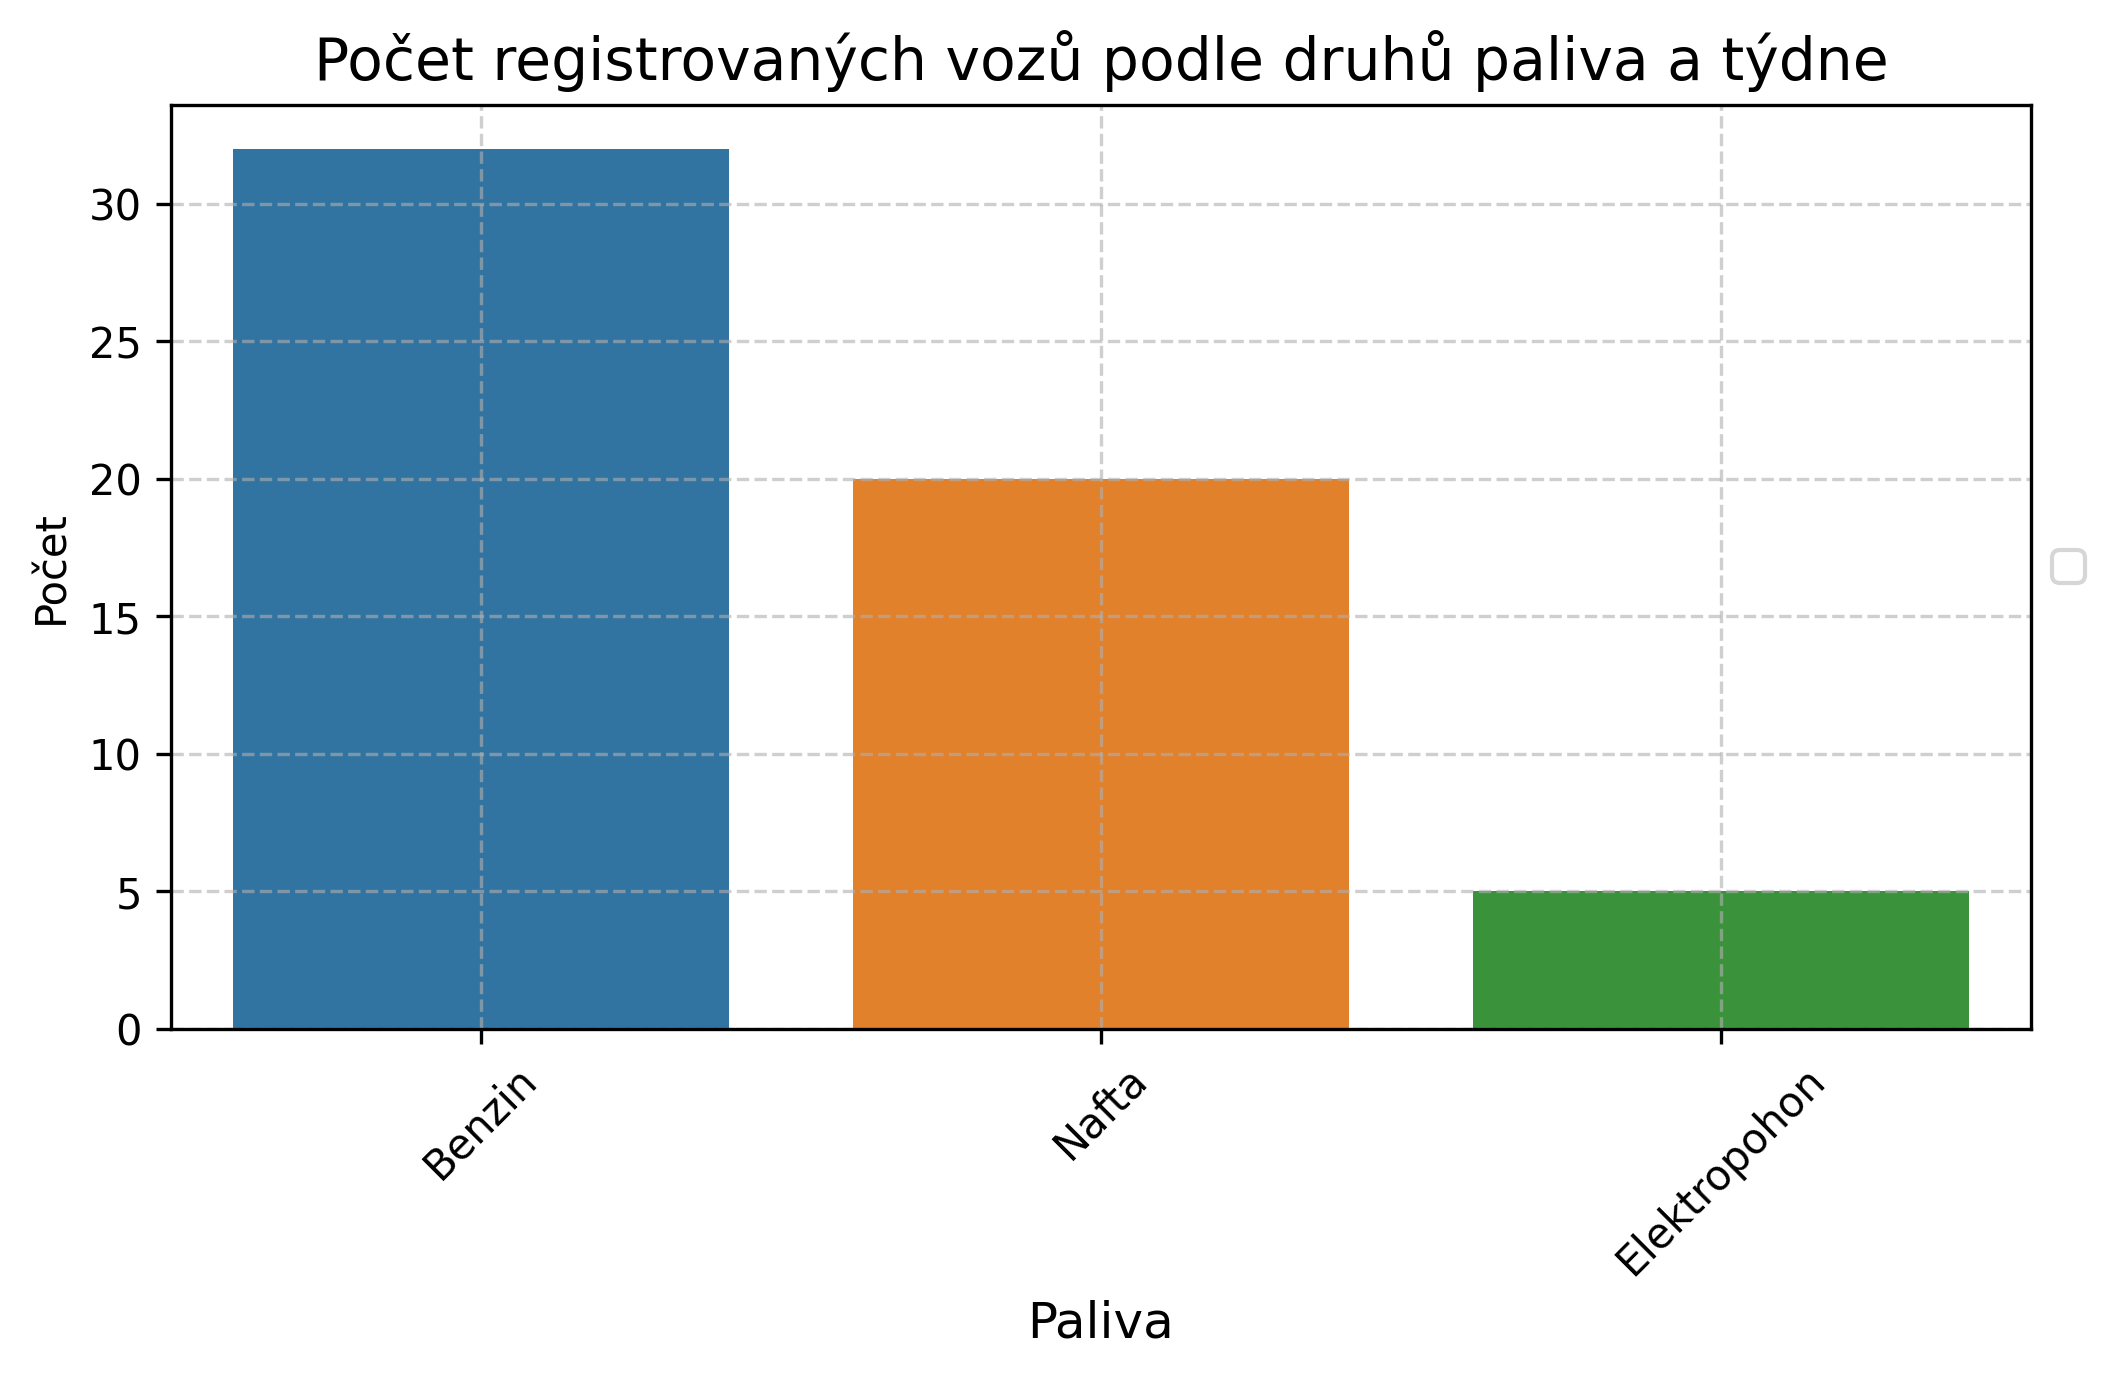 Počet registrovaných vozů podle druhů paliva a týdne
Počet
30
25
20
15
10
5
0
Benzin
Nafta
Elektropohon
Paliva